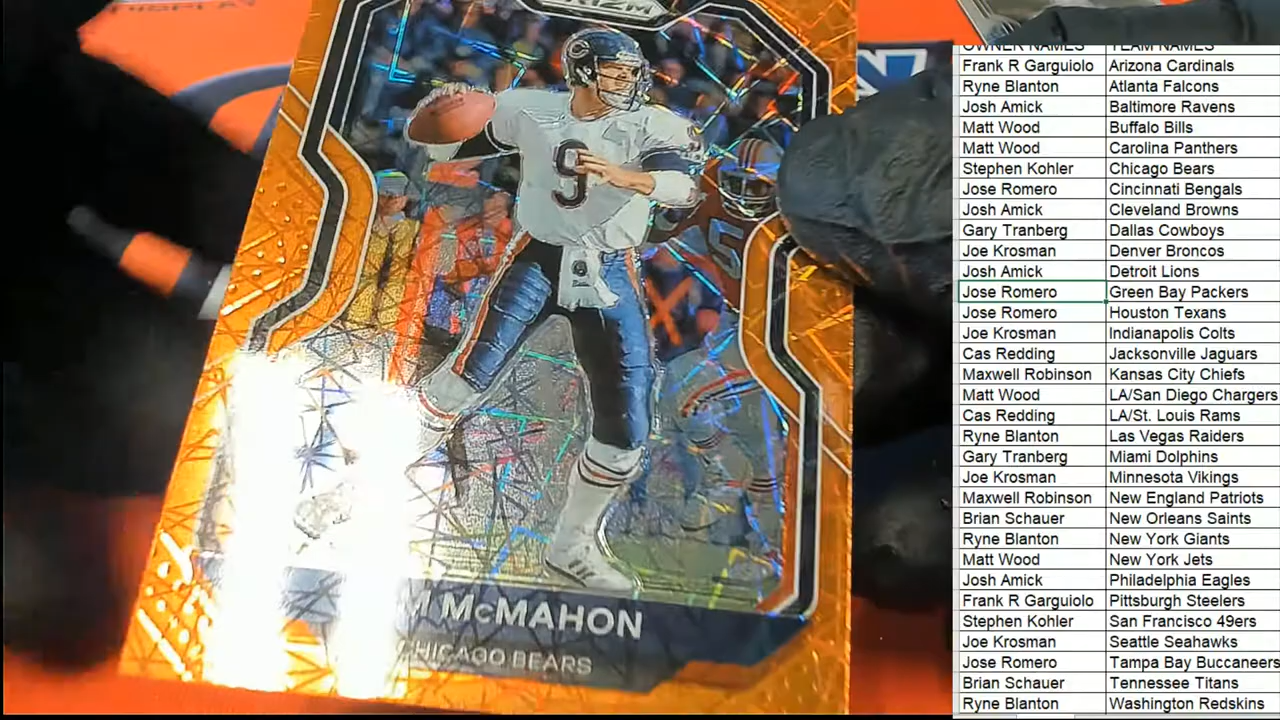 DISPLAY
PRIZM
9
M McMAHON
CHICAGO BEARS
OWNER NAMES TEAM NAMES
Frank R Garguiolo Arizona Cardinals
Ryne Blanton Atlanta Falcons
Josh Amick Baltimore Ravens
Matt Wood Buffalo Bills
Matt Wood Carolina Panthers
Stephen Kohler Chicago Bears
Jose Romero Cincinnati Bengals
Josh Amick Cleveland Browns
Gary Tranberg Dallas Cowboys
Joe Krosman Denver Broncos
Josh Amick Detroit Lions
Jose Romero Green Bay Packers
Jose Romero Houston Texans
Joe Krosman Indianapolis Colts
Cas Redding Jacksonville Jaguars
Maxwell Robinson Kansas City Chiefs
Matt Wood LA/San Diego Chargers
Cas Redding LA/St. Louis Rams
Ryne Blanton Las Vegas Raiders
Gary Tranberg Miami Dolphins
Joe Krosman Minnesota Vikings
Maxwell Robinson New England Patriots
Brian Schauer New Orleans Saints
Ryne Blanton New York Giants
Matt Wood New York Jets
Josh Amick Philadelphia Eagles
Frank R Garguiolo Pittsburgh Steelers
Stephen Kohler San Francisco 49ers
Joe Krosman Seattle Seahawks
Jose Romero Tampa Bay Buccaneers
Brian Schauer Tennessee Titans
Ryne Blanton Washington Redskins